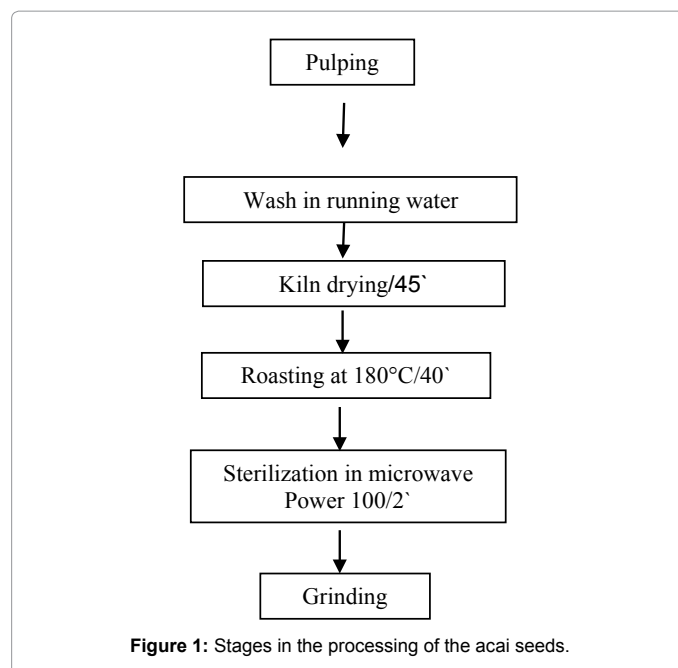 Pulping
Wash in running water
Kiln drying/45`
Roasting at 180°C/40`
Sterilization in microwave
Power 100/2`
Grinding
Figure 1: Stages in the processing of the acai seeds.